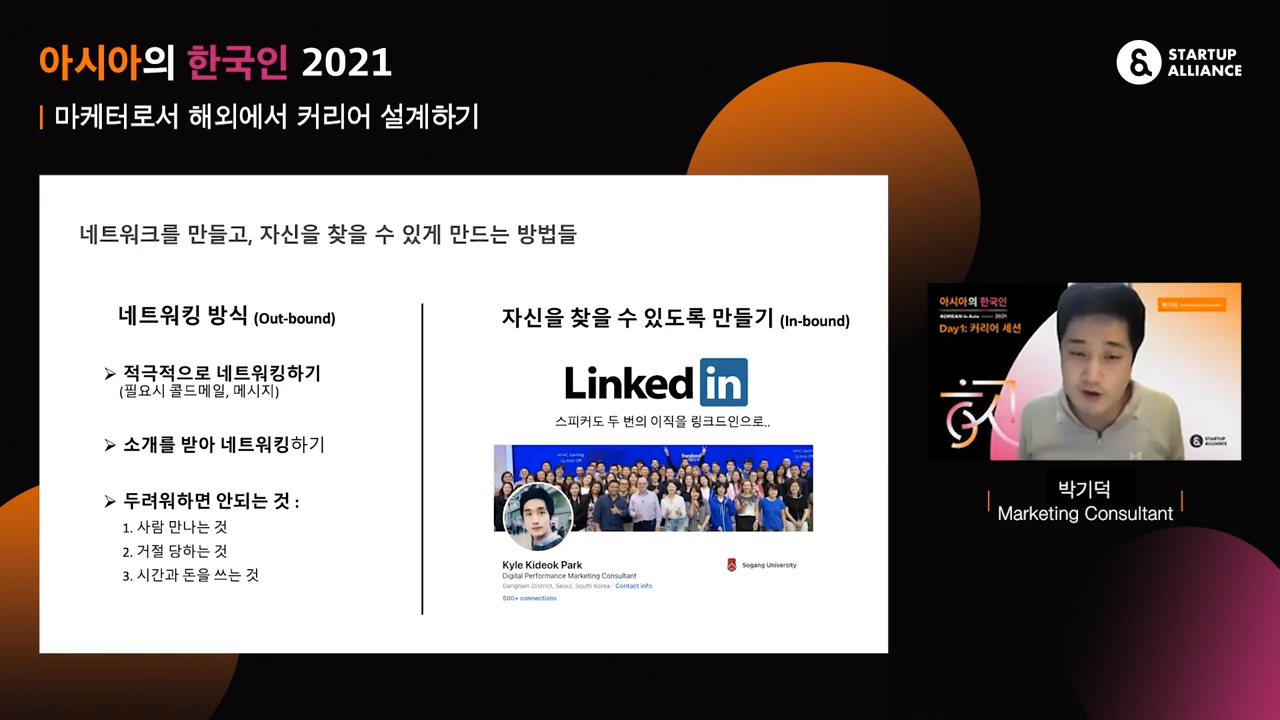 아시아의 한국인 2021
마케터로서 해외에서 커리어 설계하기
STARTUP
ALLIANCE
네트워크를 만들고, 자신을 찾을 수 있게 만드는 방법들
네트워킹 방식 (Out-bound)
➢ 적극적으로 네트워킹하기
(필요시 콜드메일, 메시지)
➢ 소개를 받아 네트워킹하기
➢ 두려워하면 안되는 것 :
1. 사람 만나는 것
2. 거절 당하는 것
3. 시간과 돈을 쓰는 것
자신을 찾을 수 있도록 만들기 (In-bound)
Linked in
스피커도 두 번의 이직을 링크드인으로..
Kyle Kideok Park
Digital Performance Marketing Consultant
Gangnam District, Seoul, South Korea · Contact info
500+ connections
Sogang University
아시아의 한국인
KOREAN in Asia 2021
Day1: 커리어 세션
박기덕
STARTUP
ALLIANCE
박기덕
Marketing Consultant